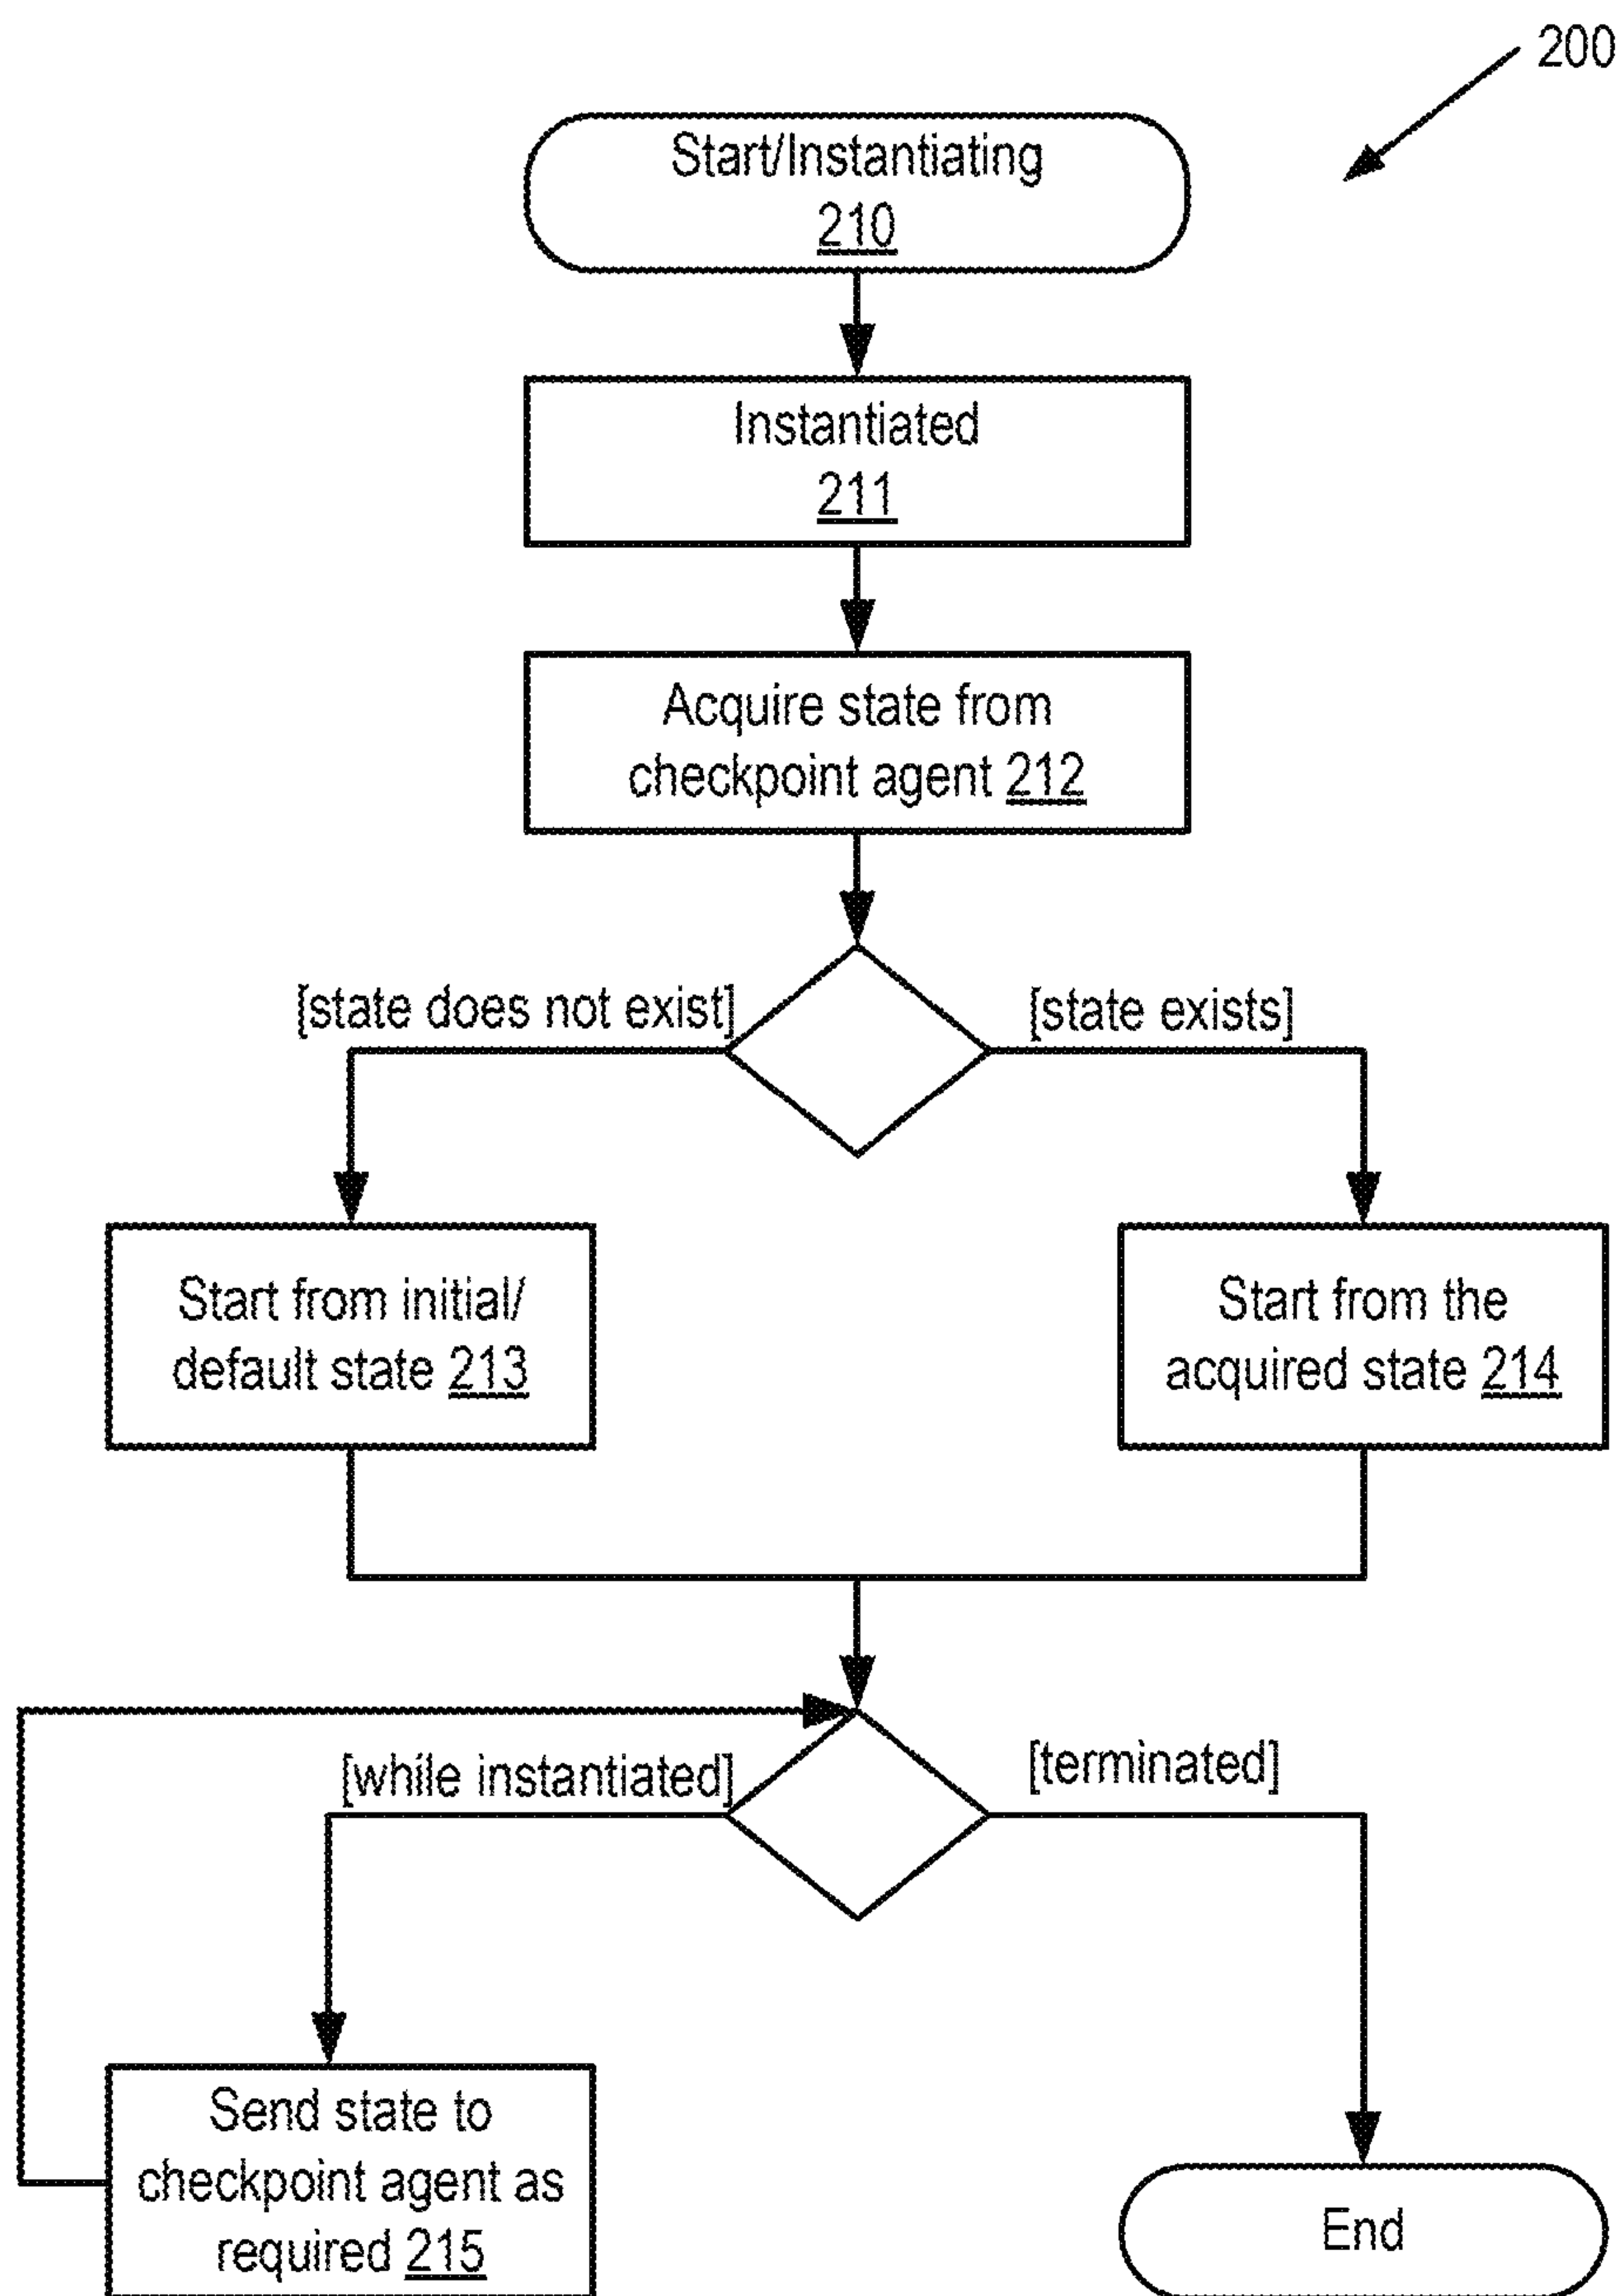 200
Start/Instantiating
210
Instantiated
211
Acquire state from
checkpoint agent 212
[state does not exist]
[state exists]
Start from initial/
default state 213
Start from the
acquired state 214
[while instantiated]
[terminated]
Send state to
checkpoint agent as
required 215
End